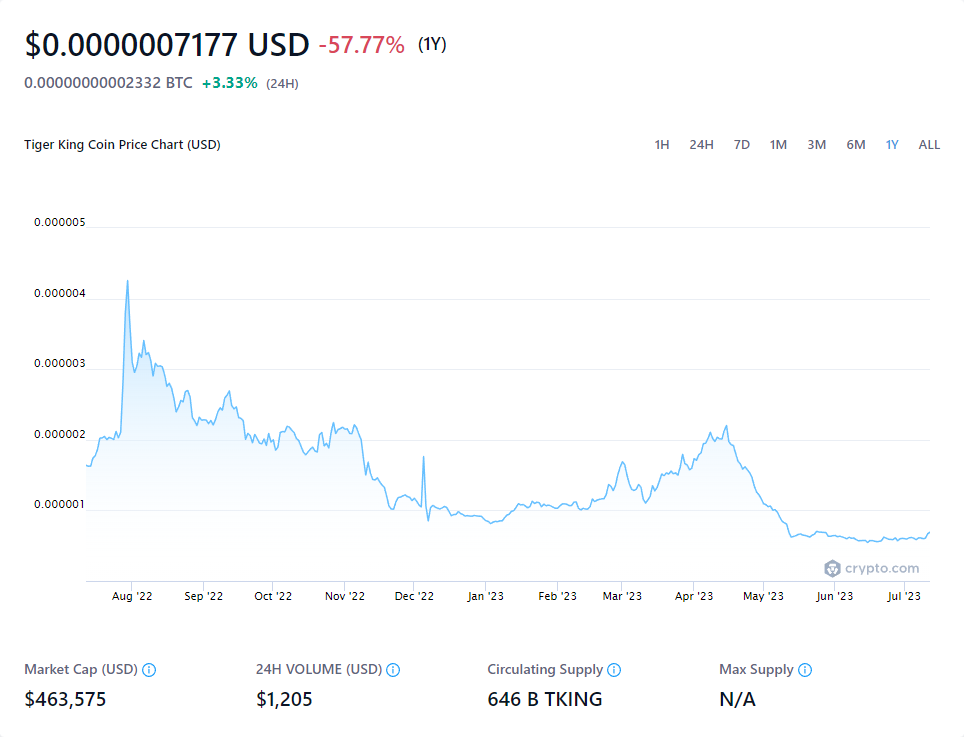 $0.0000007177 USD -57.77% (1Y)
0.00000000002332 BTC +3.33% (24H)
Tiger King Coin Price Chart (USD) 1H 24H 7D 1M 3M 6M 1Y ALL
0.000005
0.000004
0.000003
0.000002
0.000001
crypto.com
Aug '22 Sep '22 Oct '22 Nov '22 Dec '22 Jan '23 Feb '23 Mar '23 Apr '23 May '23 Jun '23 Jul '23
Market Cap (USD) 24H VOLUME (USD) Circulating Supply Max Supply
$463,575 $1,205 646 B TKING N/A